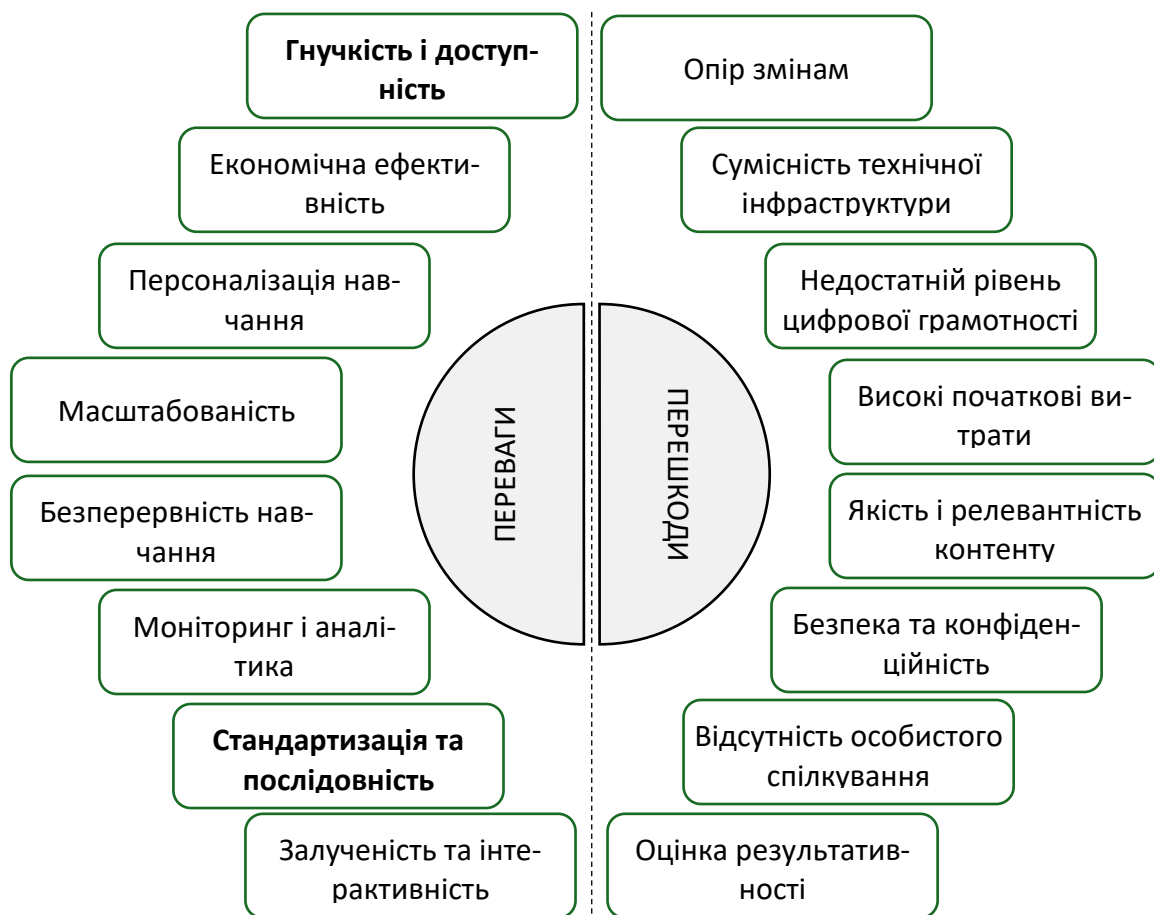 Гнучкість і доступ-
ність
Економічна ефекти-
вність
Персоналізація нав-
чання
Масштабованість
Безперервність нав-
чання
Моніторинг і аналі-
тика
Стандартизація та
послідовність
Залученість та інте-
рактивність
ПЕРЕВАГИ
ПЕРЕШКОДИ
Опір змінам
Сумісність технічної
інфраструктури
Недостатній рівень
цифрової грамотності
Високі початкові ви-
трати
Якість і релевантність
контенту
Безпека та конфіден-
ційність
Відсутність особистого
спілкування
Оцінка результатив-
ності